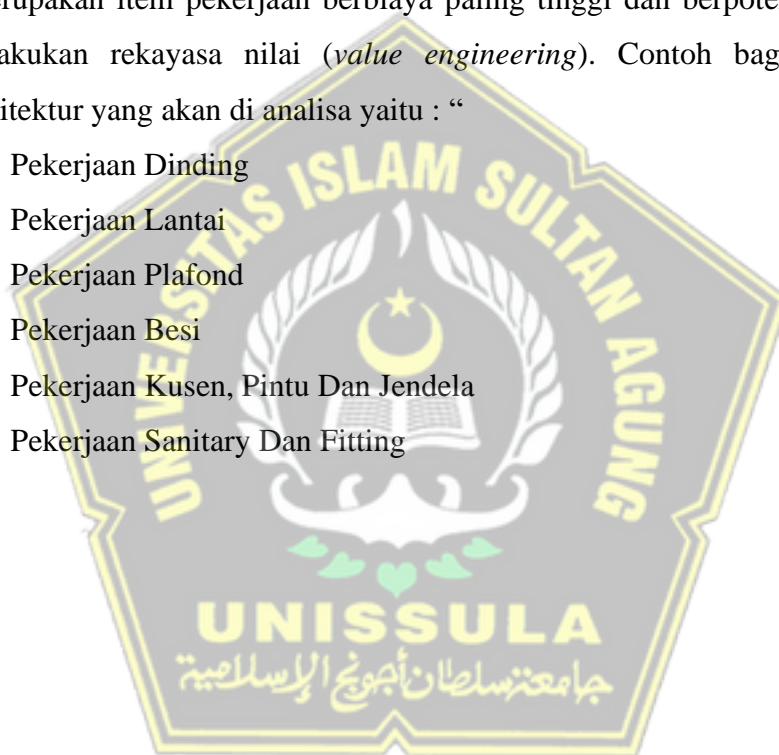 erupakan item pekerjaan berbiaya paling tinggi dan berpote
akukan rekayasa nilai (value engineering). Contoh bag
itektur yang akan di analisa yaitu : “
Pekerjaan Dinding
Pekerjaan Lantai
Pekerjaan Plafond
Pekerjaan Besi
Pekerjaan Kusen, Pintu Dan Jendela
Pekerjaan Sanitary Dan Fitting
UNIVERSITAS ISLAM SULTAN AGUNG
UNISSULA
جامعتنسلطان أجونج الإسلامية